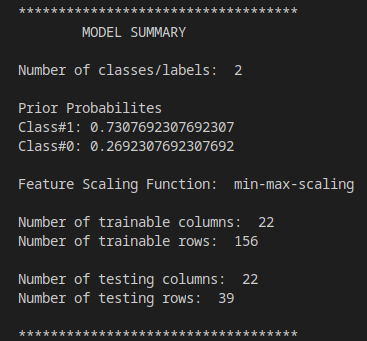 ***********************************
MODEL SUMMARY
Number of classes/labels:  2
Prior Probabilites
Class#1: 0.7307692307692307
Class#0: 0.2692307692307692
Feature Scaling Function:  min-max-scaling
Number of trainable columns:  22
Number of trainable rows:  156
Number of testing columns:  22
Number of testing rows:  39
***********************************